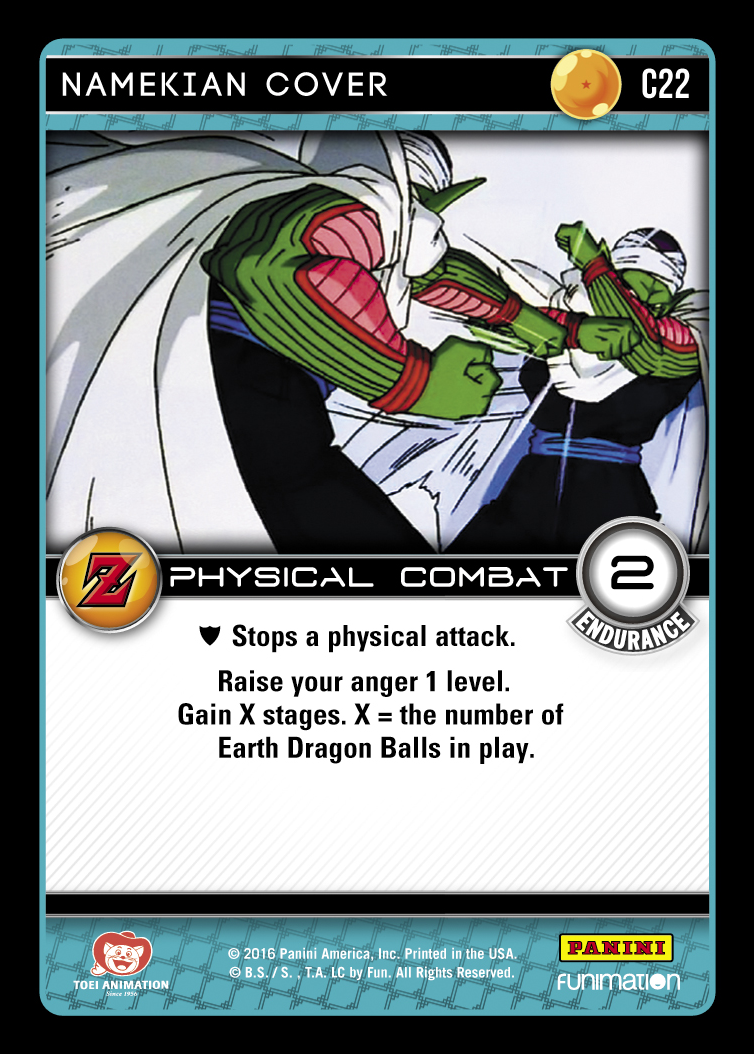 NAMEKIAN COVER
C22
Z PHYSICAL COMBAT 2
ENDURANCE
Stops a physical attack.
Raise your anger 1 level.
Gain X stages. X = the number of
Earth Dragon Balls in play.
TOEI ANIMATION
Since 1956
© 2016 Panini America, Inc. Printed in the USA.
© B.S. / S. , T.A. LC by Fun. All Rights Reserved.
PANINI
FUNIMATION